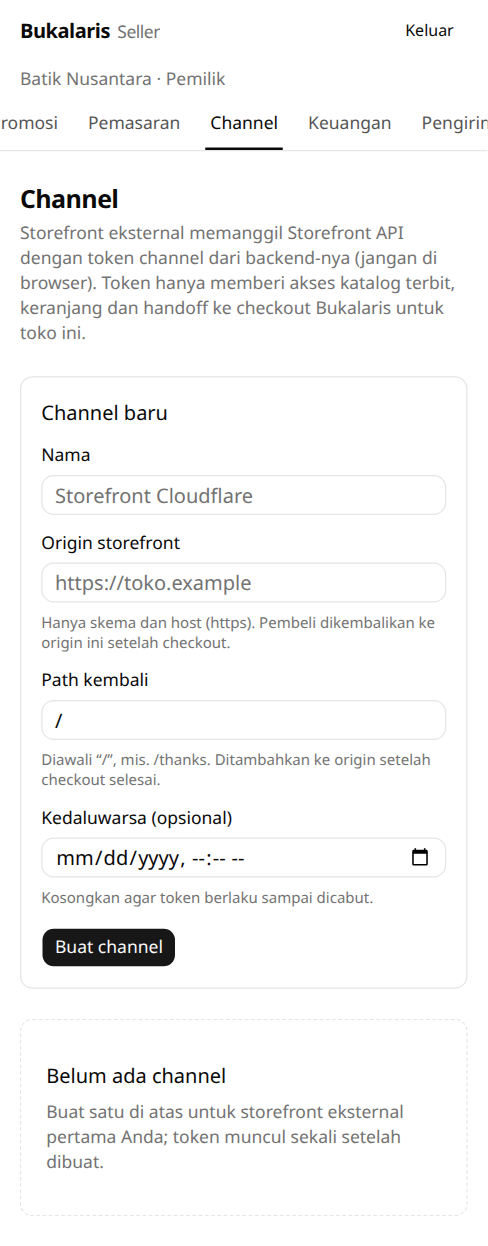 Bukalaris Seller
Keluar
Batik Nusantara · Pemilik
romosi Pemasaran Channel Keuangan Pengirin
Channel
Storefront eksternal memanggil Storefront API
dengan token channel dari backend-nya (jangan di
browser). Token hanya memberi akses katalog terbit,
keranjang dan handoff ke checkout Bukalaris untuk
toko ini.
Channel baru
Nama
Storefront Cloudflare
Origin storefront
https://toko.example
Hanya skema dan host (https). Pembeli dikembalikan ke
origin ini setelah checkout.
Path kembali
/
Diawali “/”, mis. /thanks. Ditambahkan ke origin setelah
checkout selesai.
Kedaluwarsa (opsional)
mm/dd/yyyy, --:-- --
Kosongkan agar token berlaku sampai dicabut.
Buat channel
Belum ada channel
Buat satu di atas untuk storefront eksternal
pertama Anda; token muncul sekali setelah
dibuat.